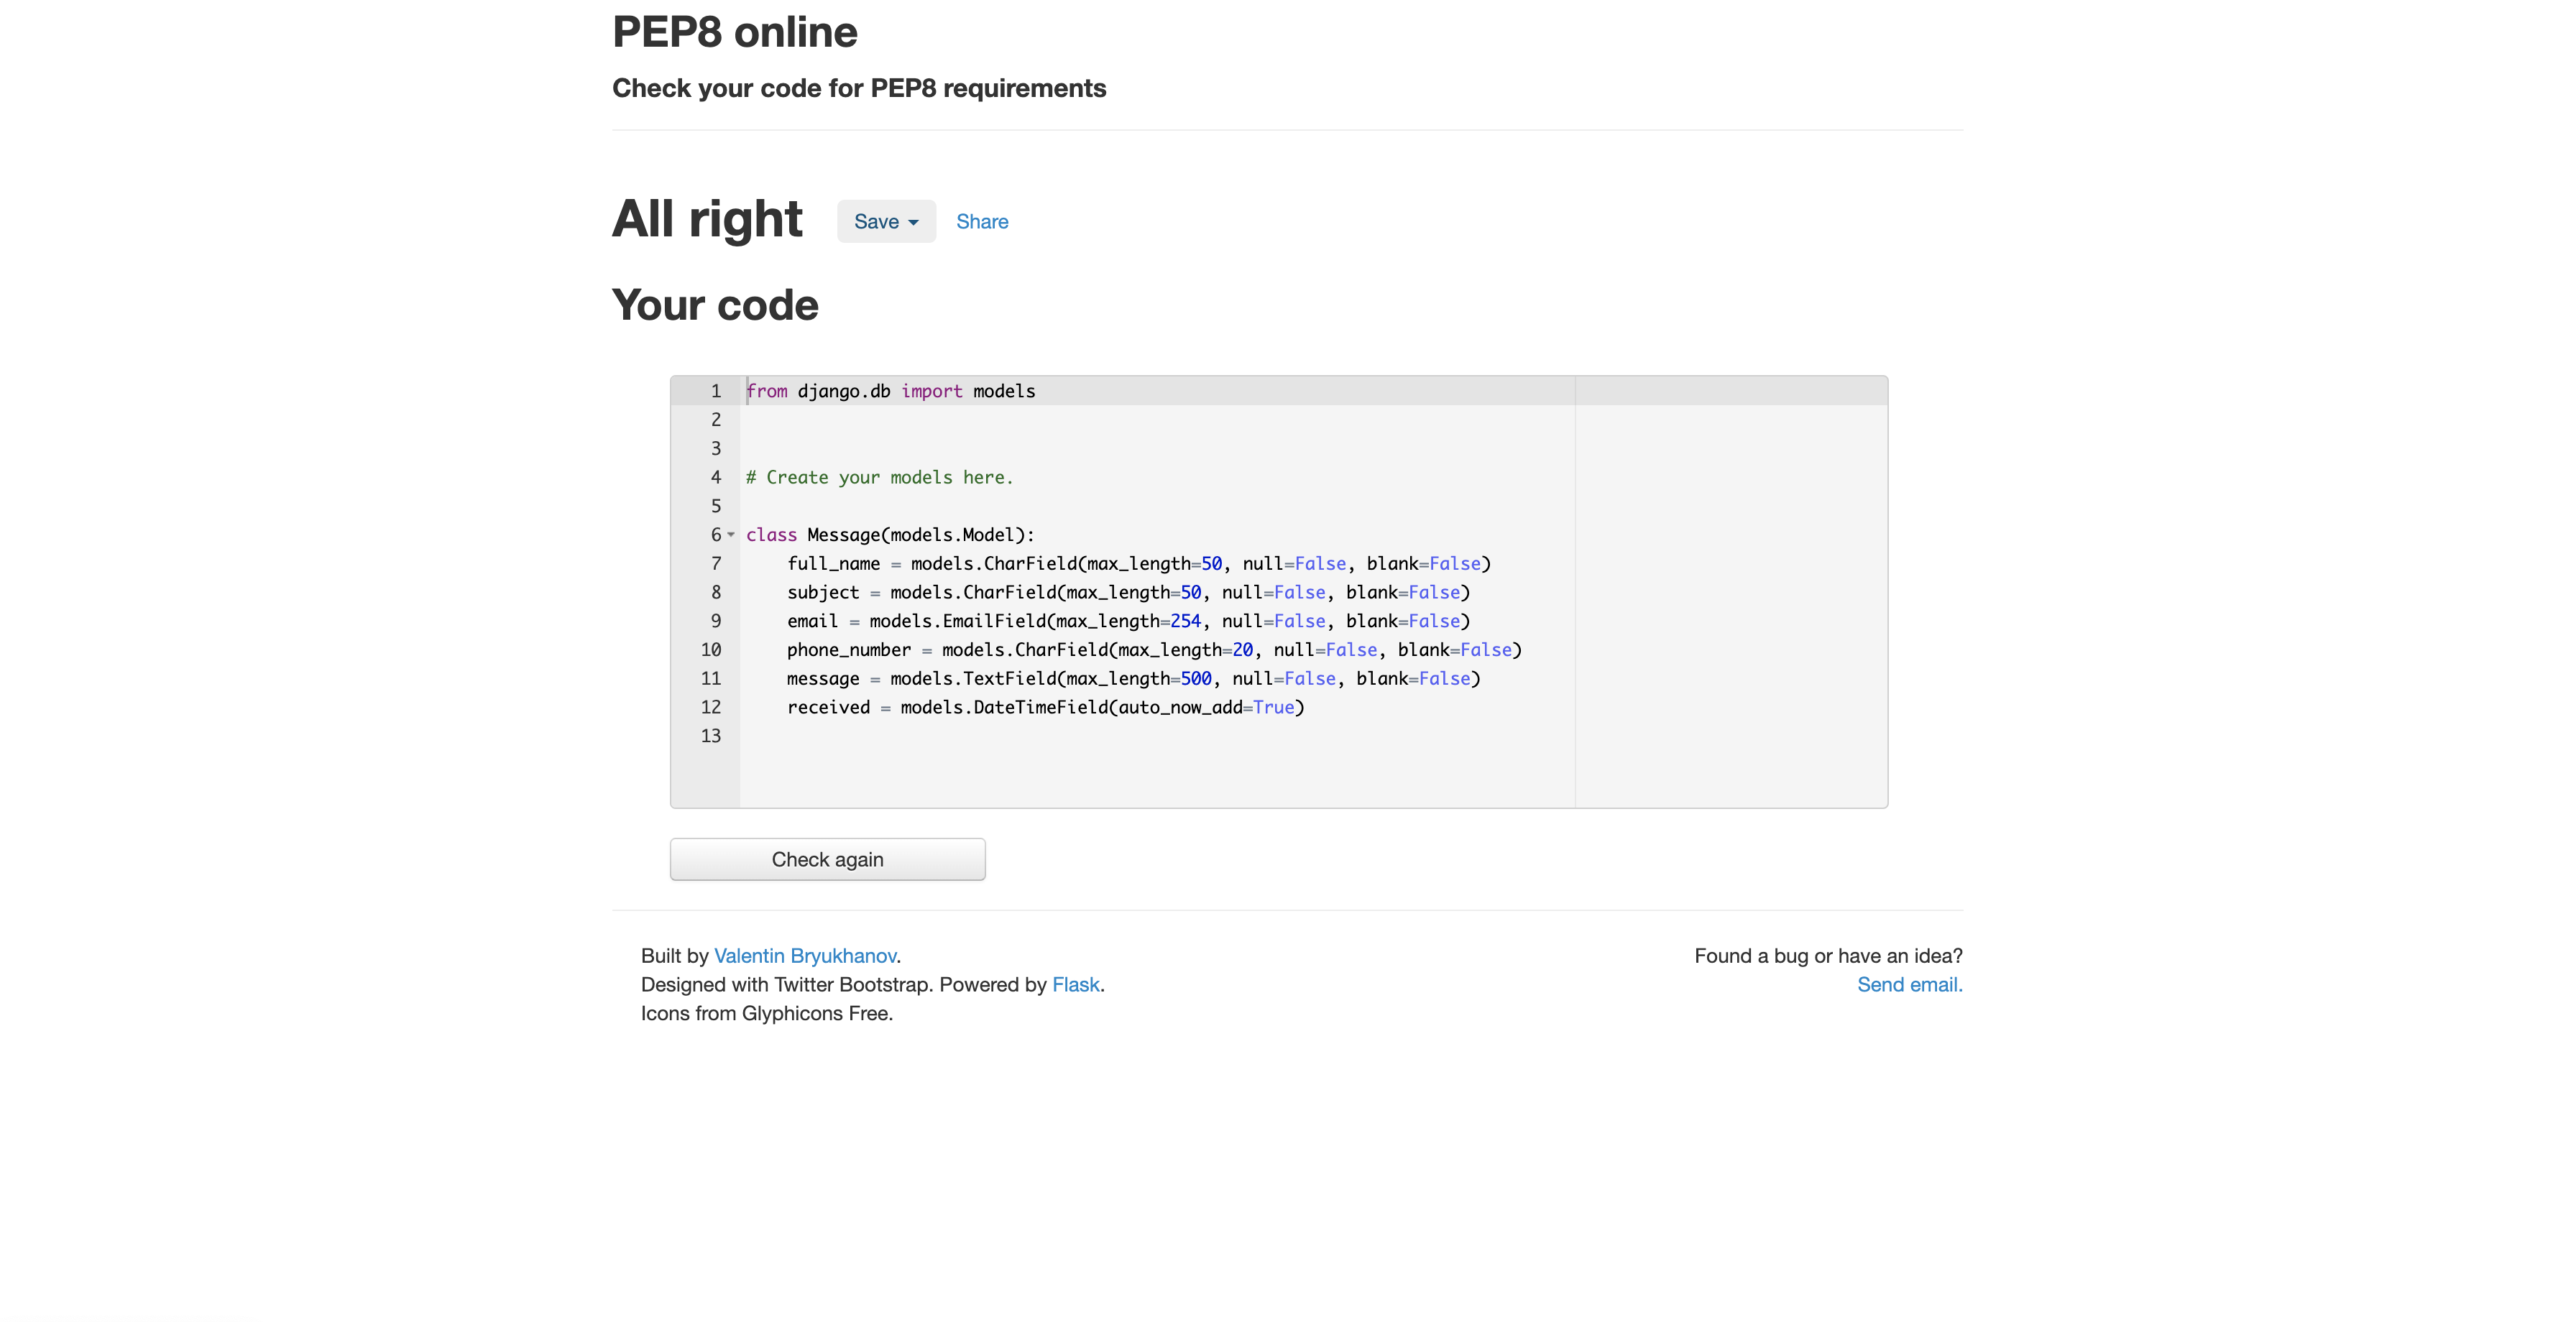 PEP8 online
Check your code for PEP8 requirements
All right Save Share
Your code
1 from django.db import models
2
3
4 # Create your models here.
5
6 class Message(models.Model):
7     full_name = models.CharField(max_length=50, null=False, blank=False)
8     subject = models.CharField(max_length=50, null=False, blank=False)
9     email = models.EmailField(max_length=254, null=False, blank=False)
10     phone_number = models.CharField(max_length=20, null=False, blank=False)
11     message = models.TextField(max_length=500, null=False, blank=False)
12     received = models.DateTimeField(auto_now_add=True)
13
Check again
Built by Valentin Bryukhanov.
Designed with Twitter Bootstrap. Powered by Flask.
Icons from Glyphicons Free.
Found a bug or have an idea?
Send email.